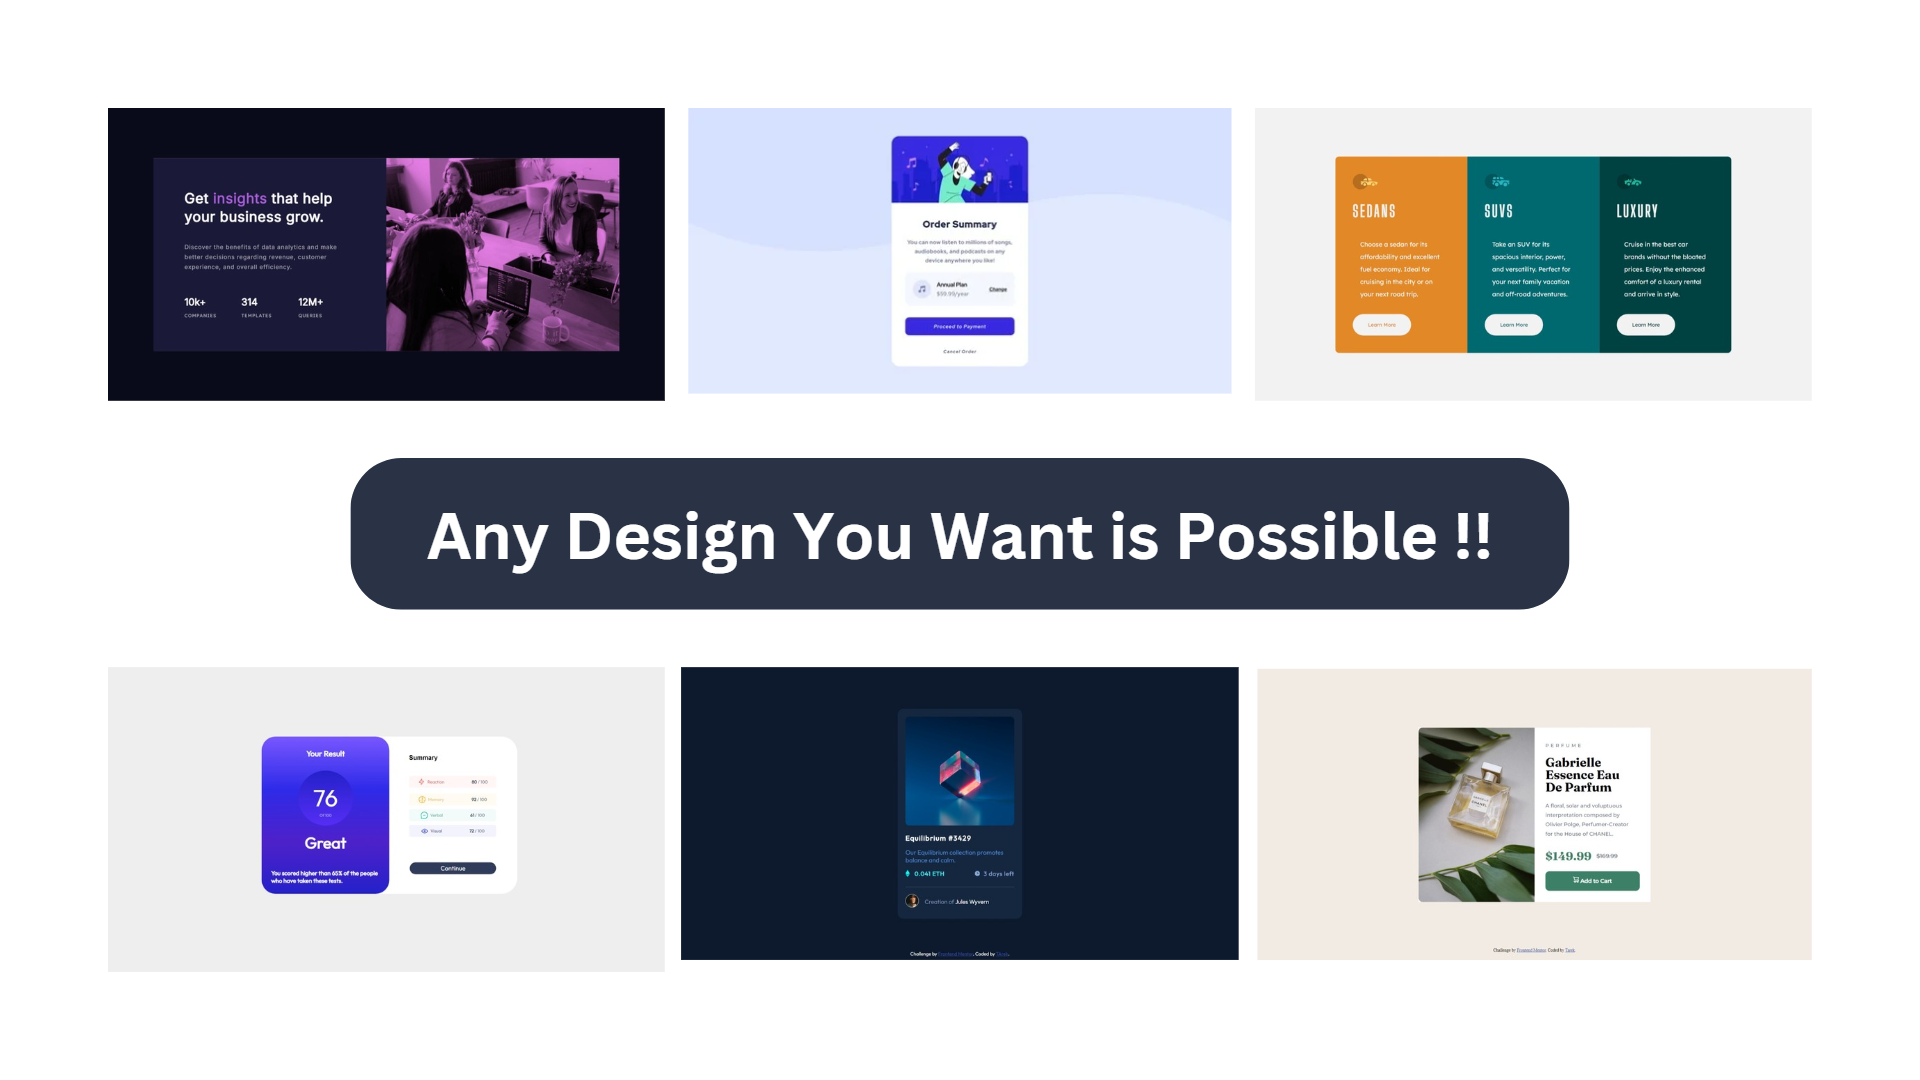 Get insights that help
your business grow.
Discover the benefits of data analytics and make
better decisions regarding revenue, customer
experience, and overall efficiency.
10k+ 314 12M+
COMPANIES TEMPLATES QUERIES
Order Summary
You can now listen to millions of songs,
audiobooks, and podcasts on any
device anywhere you like!
Annual Plan
$59.99/year
Change
Proceed to Payment
Cancel Order
SEDANS
Choose a sedan for its
affordability and excellent
fuel economy. Ideal for
cruising in the city or on
your next road trip.
Learn More
SUVS
Take an SUV for its
spacious interior, power,
and versatility. Perfect for
your next family vacation
and off-road adventures.
Learn More
LUXURY
Cruise in the best car
brands without the bloated
prices. Enjoy the enhanced
comfort of a luxury rental
and arrive in style.
Learn More
Any Design You Want is Possible !!
Your Result
76
Great
You scored higher than 65% of the people
who have taken these tests.
Summary
Reaction 80 / 100
Memory 92 / 100
Verbal 61 / 100
Visual 72 / 100
Continue
Equilibrium #3429
Our Equilibrium collection promotes
balance and calm.
0.041 ETH 3 days left
Creation of Jules Wyvern
Challenge by Frontend Mentor. Coded by
PERFUME
Gabrielle
Essence Eau
De Parfum
A floral, solar and voluptuous
interpretation composed by
Olivier Polge, Perfumer-Creator
for the House of CHANEL.
$149.99 $169.99
Add to Cart
CHANEL
Challenge by Frontend Mentor. Coded by